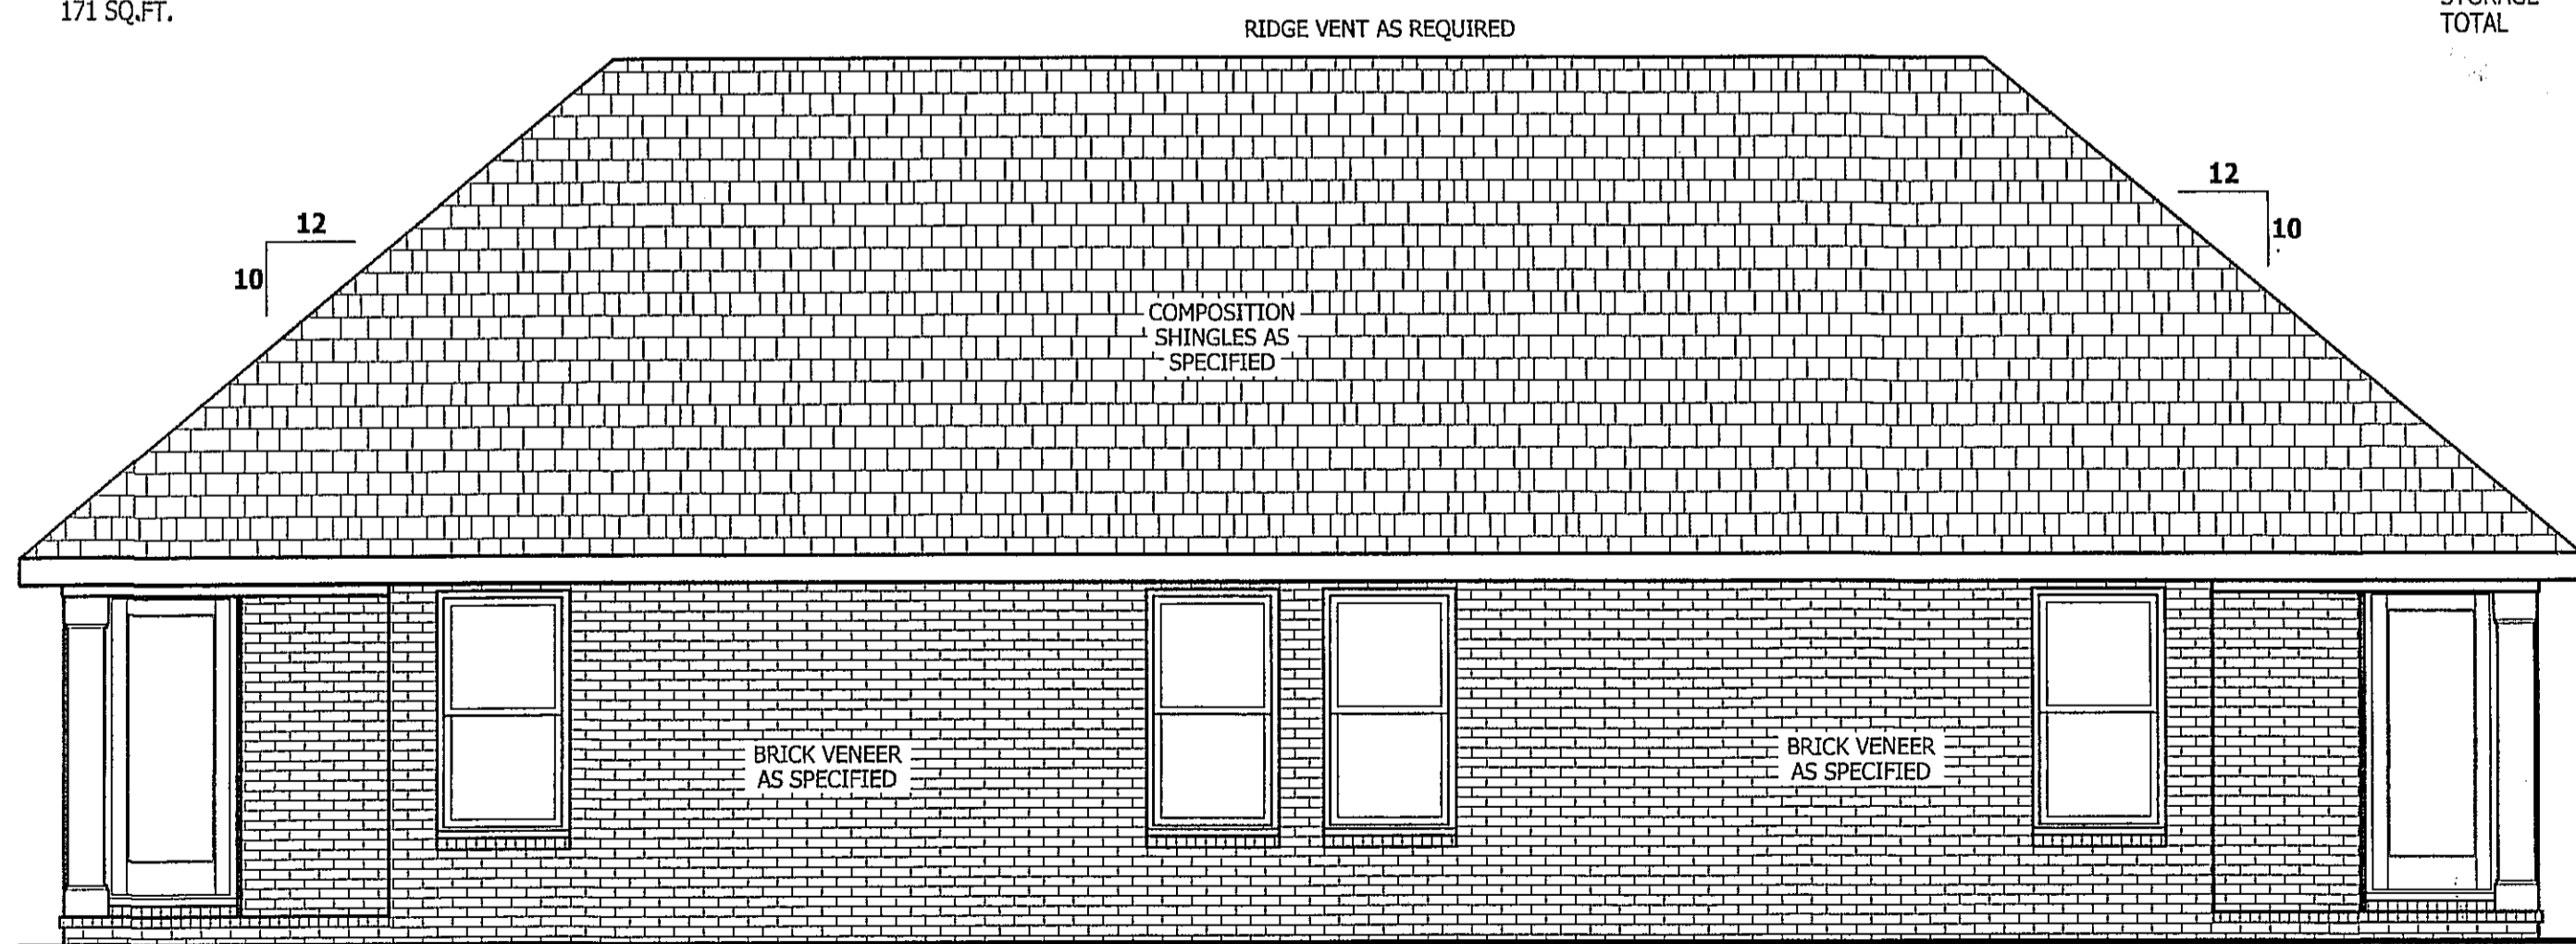 171 SQ.FT.
RIDGE VENT AS REQUIRED
STORAGE
TOTAL
12
10
12
10
COMPOSITION
SHINGLES AS
SPECIFIED
BRICK VENEER
AS SPECIFIED
BRICK VENEER
AS SPECIFIED